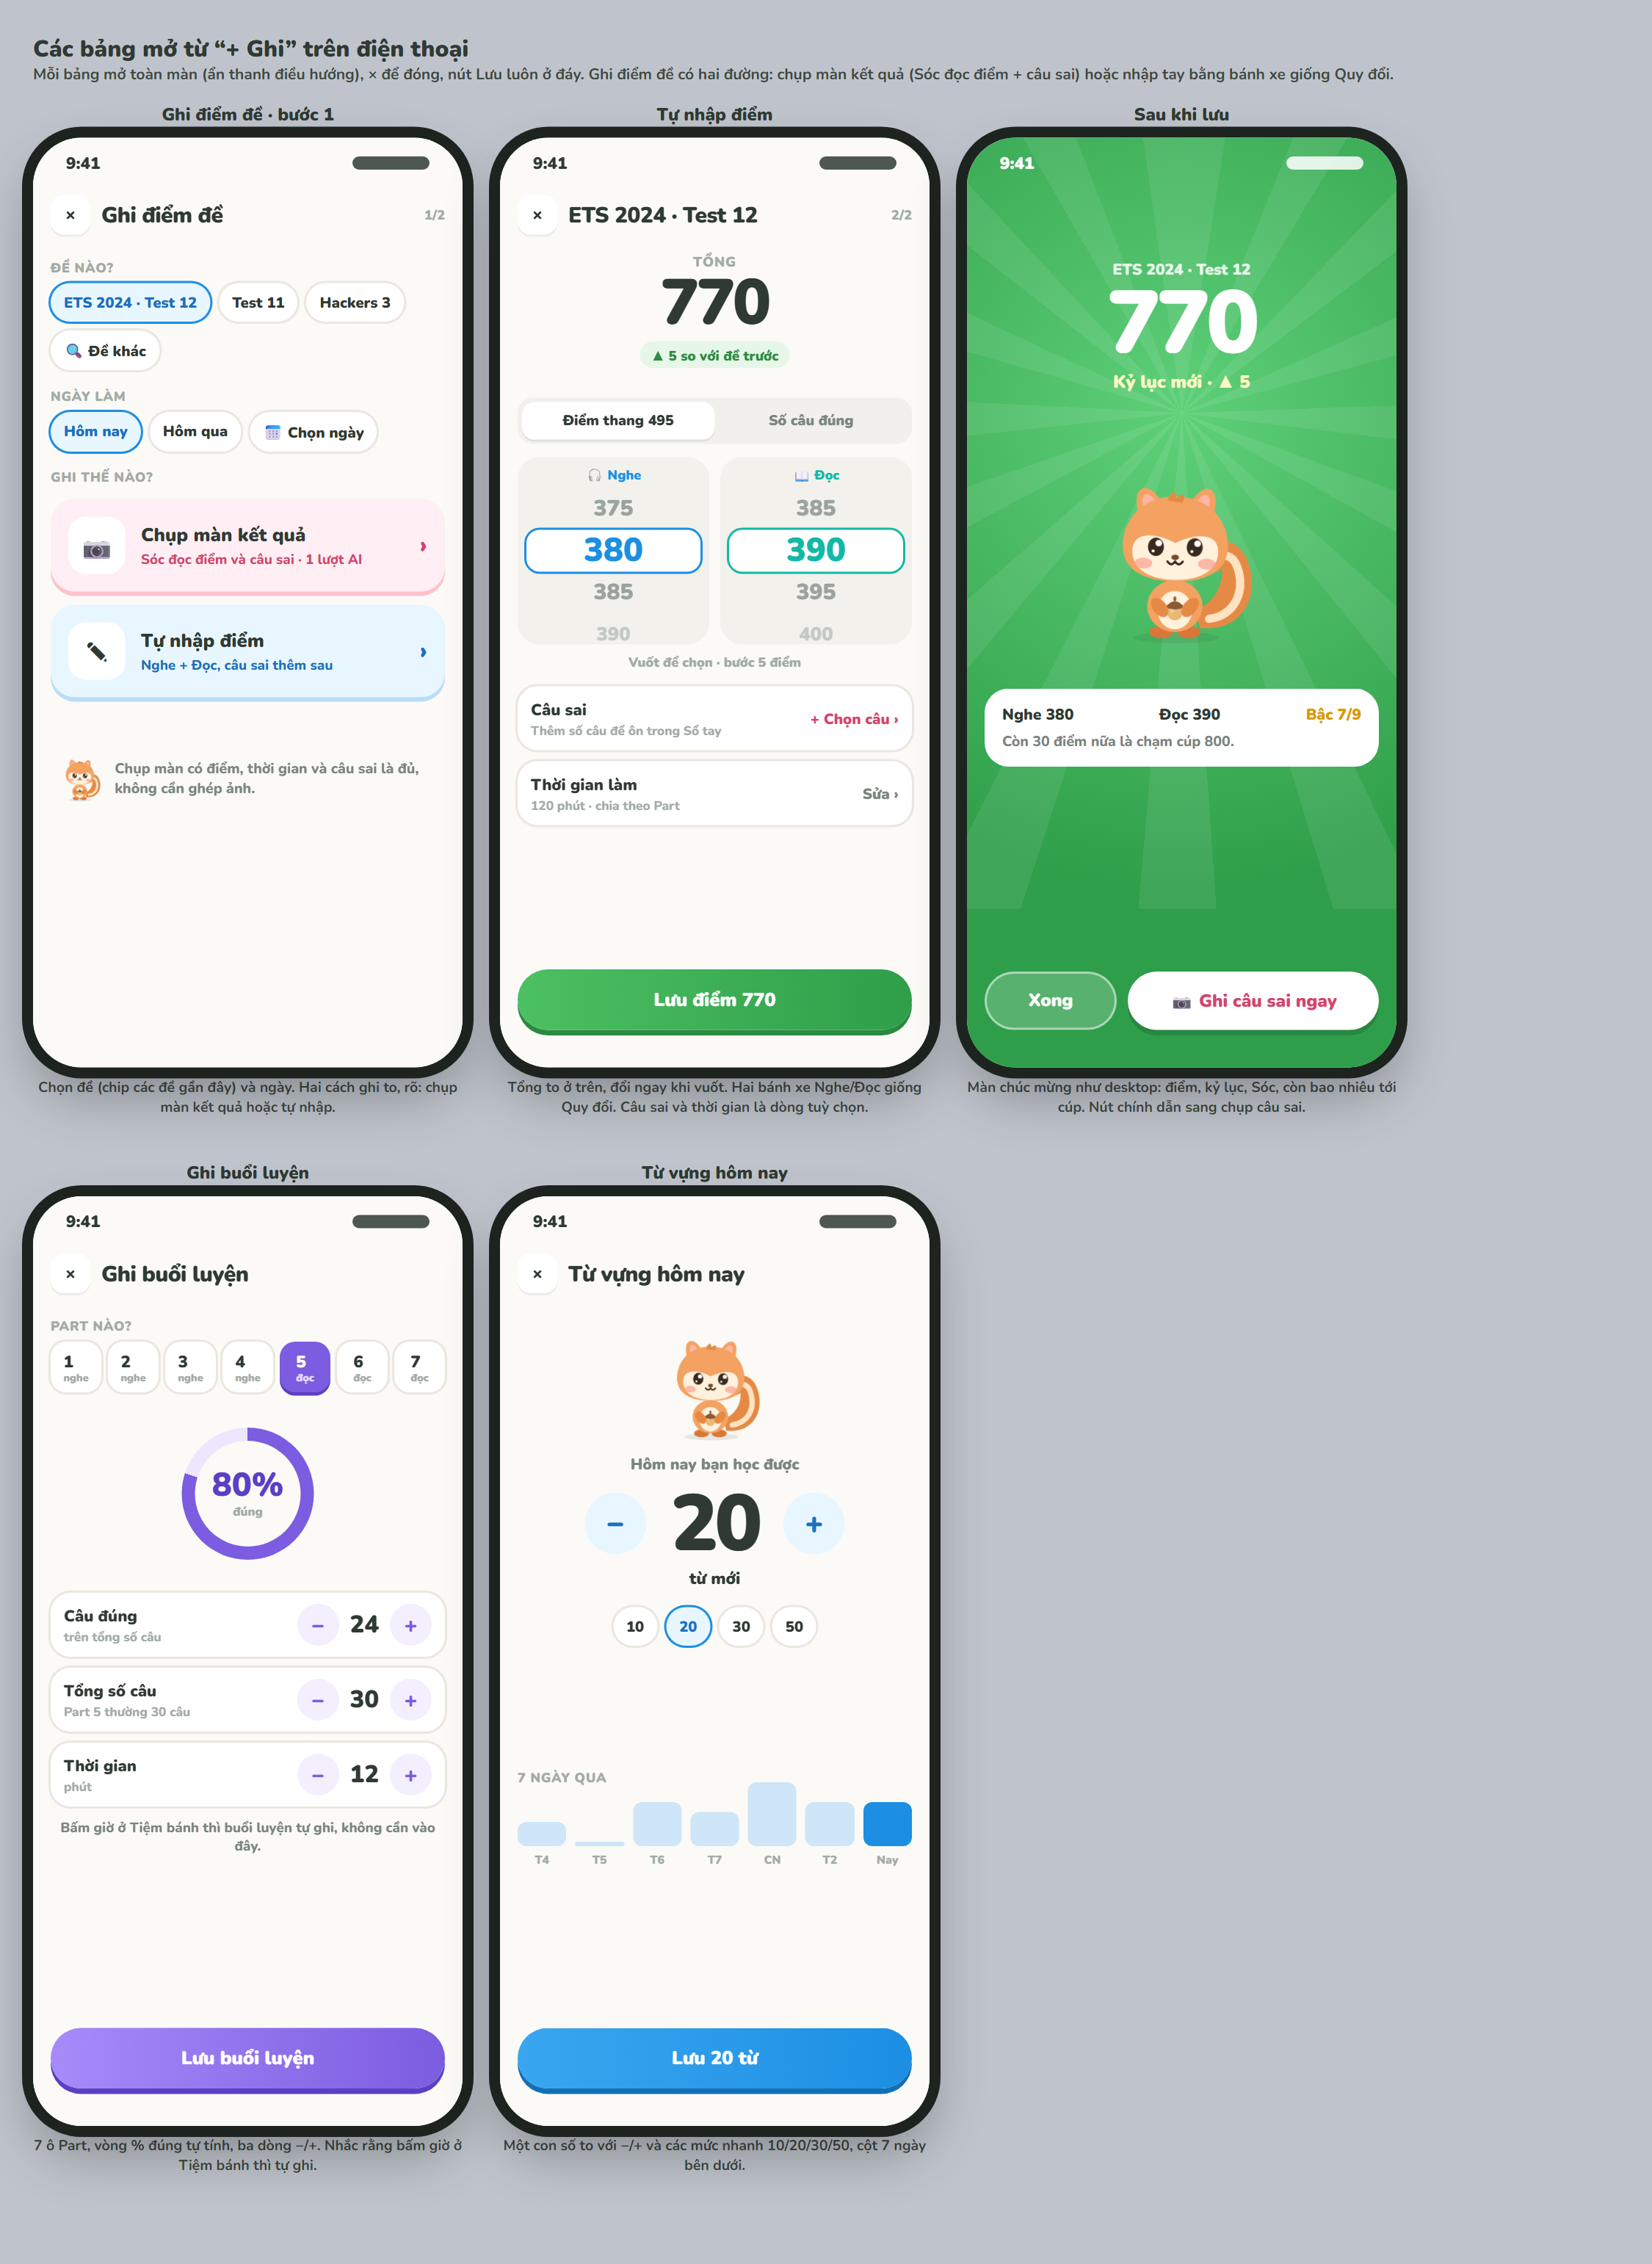 Các bảng mở từ “+ Ghi” trên điện thoại
Mỗi bảng mở toàn màn (ẩn thanh điều hướng), × để đóng, nút Lưu luôn ở đáy. Ghi điểm đề có hai đường: chụp màn kết quả (Sóc đọc điểm + câu sai) hoặc nhập tay bằng bánh xe giống Quy đổi.
Ghi điểm đề · bước 1
9:41
×
Ghi điểm đề
1/2
ĐỀ NÀO?
ETS 2024 · Test 12
Test 11
Hackers 3
Đề khác
NGÀY LÀM
Hôm nay
Hôm qua
Chọn ngày
GHI THẾ NÀO?
Chụp màn kết quả
Sóc đọc điểm và câu sai · 1 lượt AI
›
Tự nhập điểm
Nghe + Đọc, câu sai thêm sau
›
Chụp màn có điểm, thời gian và câu sai là đủ,
không cần ghép ảnh.
Chọn đề (chip các đề gần đây) và ngày. Hai cách ghi to, rõ: chụp
màn kết quả hoặc tự nhập.
Tự nhập điểm
9:41
×
ETS 2024 · Test 12
2/2
TỔNG
770
▲ 5 so với đề trước
Điểm thang 495
Số câu đúng
Nghe
375
380
385
390
Đọc
385
390
395
400
Vuốt để chọn · bước 5 điểm
Câu sai
Thêm số câu để ôn trong Sổ tay
+ Chọn câu ›
Thời gian làm
120 phút · chia theo Part
Sửa ›
Lưu điểm 770
Tổng to ở trên, đổi ngay khi vuốt. Hai bánh xe Nghe/Đọc giống
Quy đổi. Câu sai và thời gian là dòng tuỳ chọn.
Sau khi lưu
9:41
ETS 2024 · Test 12
770
Kỷ lục mới · ▲ 5
Nghe 380
Đọc 390
Bậc 7/9
Còn 30 điểm nữa là chạm cúp 800.
Xong
Ghi câu sai ngay
Màn chúc mừng như desktop: điểm, kỷ lục, Sóc, còn bao nhiêu tới
cúp. Nút chính dẫn sang chụp câu sai.
Ghi buổi luyện
9:41
×
Ghi buổi luyện
PART NÀO?
1
nghe
2
nghe
3
nghe
4
nghe
5
đọc
6
đọc
7
đọc
80%
đúng
Câu đúng
trên tổng số câu
− 24 +
Tổng số câu
Part 5 thường 30 câu
− 30 +
Thời gian
phút
− 12 +
Bấm giờ ở Tiệm bánh thì buổi luyện tự ghi, không cần vào
đây.
Lưu buổi luyện
7 ô Part, vòng % đúng tự tính, ba dòng −/+. Nhắc rằng bấm giờ ở
Tiệm bánh thì tự ghi.
Từ vựng hôm nay
9:41
×
Từ vựng hôm nay
Hôm nay bạn học được
− 20 +
từ mới
10
20
30
50
7 NGÀY QUA
T4
T5
T6
T7
CN
T2
Nay
Lưu 20 từ
Một con số to với −/+ và các mức nhanh 10/20/30/50, cột 7 ngày
bên dưới.